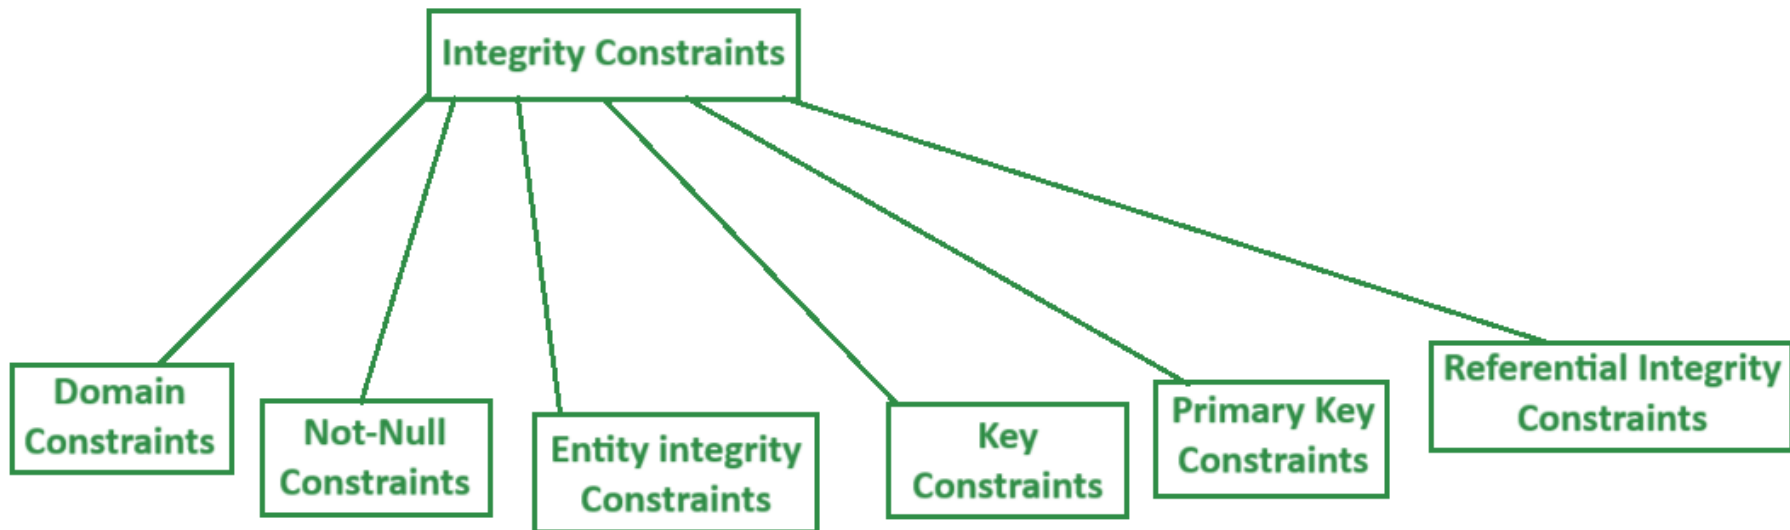 Integrity Constraints
Domain
Constraints
Not-Null
Constraints
Entity integrity
Constraints
Key
Constraints
Primary Key
Constraints
Referential Integrity
Constraints